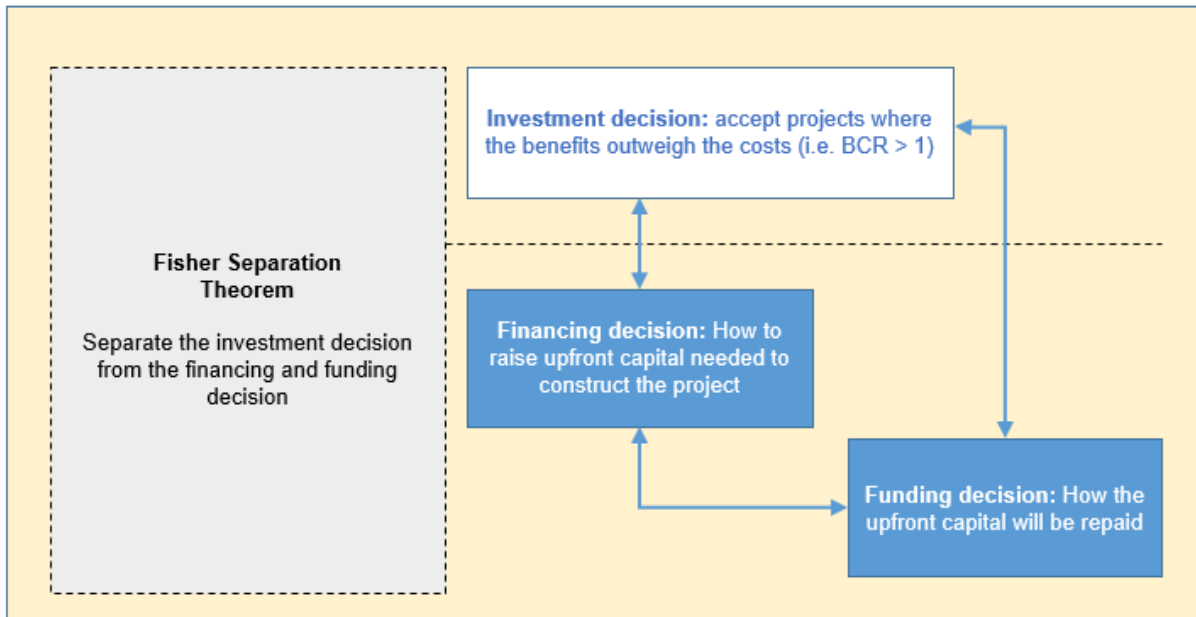 Fisher Separation
Theorem
Separate the investment decision
from the financing and funding
decision
Investment decision: accept projects where
the benefits outweigh the costs (i.e. BCR > 1)
Financing decision: How to
raise upfront capital needed to
construct the project
Funding decision: How the
upfront capital will be repaid